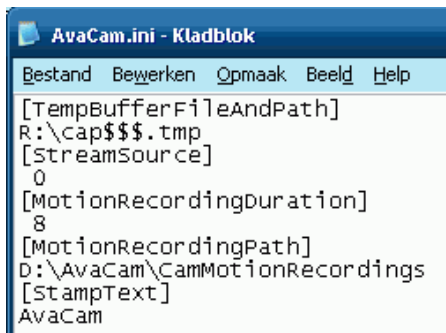 AvaCam.ini - Kladblok
Bestand Bewerken Opmaak Beeld Help
[TempBufferFileAndPath]
R:\cap$$$.tmp
[StreamSource]
0
[MotionRecordingDuration]
8
[MotionRecordingPath]
D:\AvaCam\CamMotionRecordings
[StampText]
AvaCam